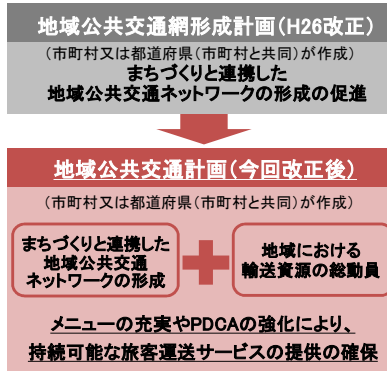 地域公共交通網形成計画(H26改正)
(市町村又は都道府県(市町村と共同)が作成)
まちづくりと連携した
地域公共交通ネットワークの形成の促進
地域公共交通計画(今回改正後)
(市町村又は都道府県(市町村と共同)が作成)
まちづくりと連携した
地域公共交通
ネットワークの形成
地域における
輸送資源の総動員
メニューの充実やPDCAの強化により、
持続可能な旅客運送サービスの提供の確保